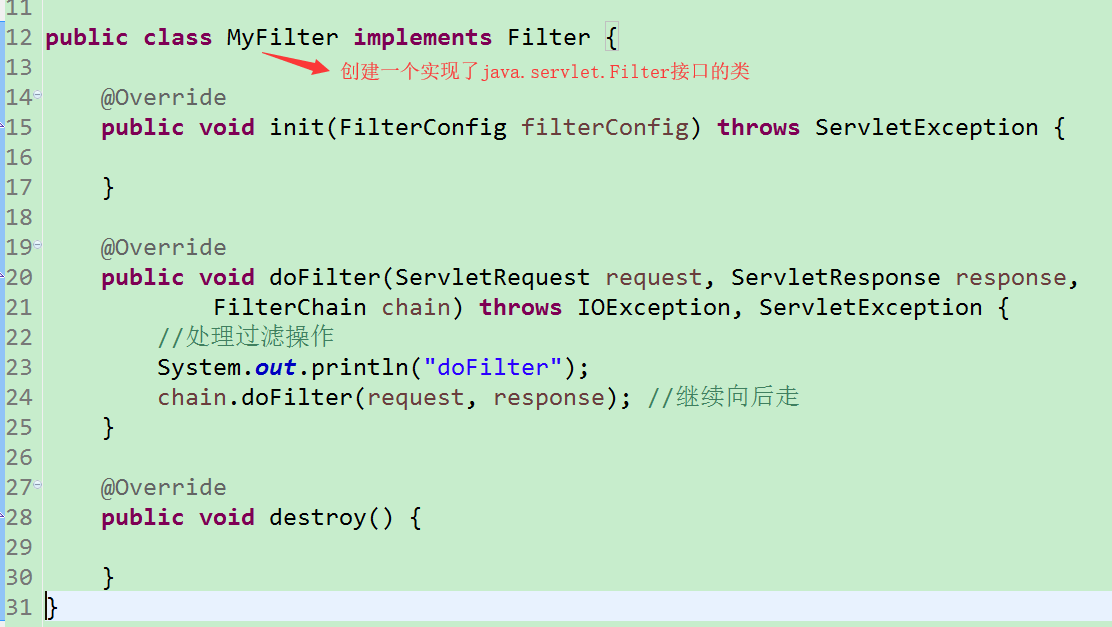 11
12 public class MyFilter implements Filter {
13 创建一个实现了java.servlet.Filter接口的类
14 @Override
15 public void init(FilterConfig filterConfig) throws ServletException {
16
17 }
18
19 @Override
20 public void doFilter(ServletRequest request, ServletResponse response,
21 FilterChain chain) throws IOException, ServletException {
22 //处理过滤操作
23 System.out.println("doFilter");
24 chain.doFilter(request, response); //继续向后走
25 }
26
27 @Override
28 public void destroy() {
29
30 }
31 }